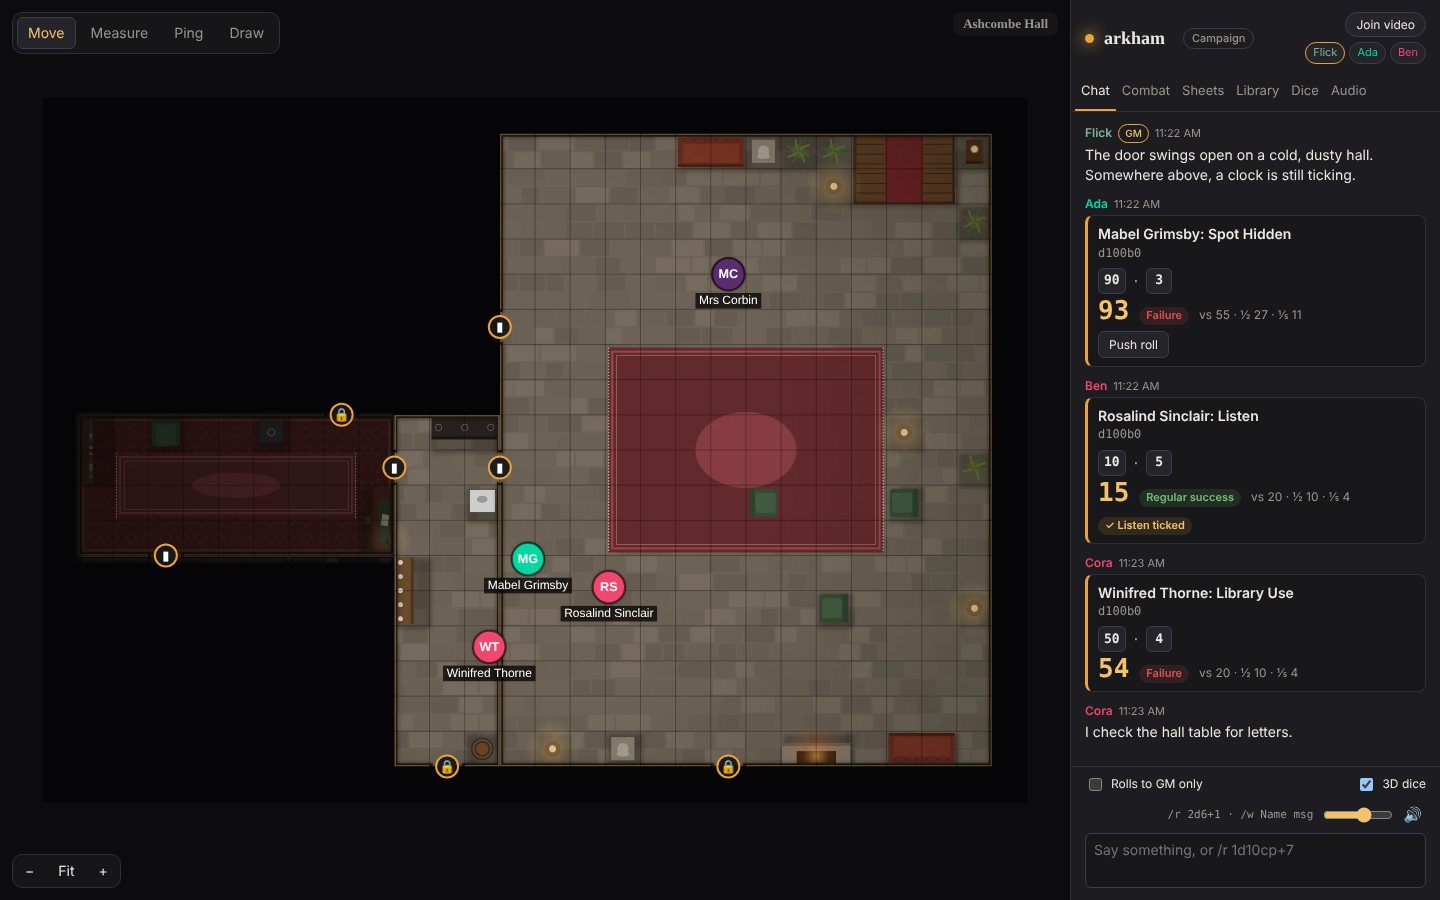 Move Measure Ping Draw
Ashcombe Hall
arkham
Campaign
Join video
Flick Ada Ben
Chat Combat Sheets Library Dice Audio
Flick GM 11:22 AM
The door swings open on a cold, dusty hall.
Somewhere above, a clock is still ticking.
Ada 11:22 AM
Mabel Grimsby: Spot Hidden
d100b0
90 · 3
93 Failure vs 55 · ½ 27 · ⅕ 11
Push roll
Ben 11:22 AM
Rosalind Sinclair: Listen
d100b0
10 · 5
15 Regular success vs 20 · ½ 10 · ⅕ 4
✓ Listen ticked
Cora 11:23 AM
Winifred Thorne: Library Use
d100b0
50 · 4
54 Failure vs 20 · ½ 10 · ⅕ 4
Cora 11:23 AM
I check the hall table for letters.
Rolls to GM only
3D dice
/r 2d6+1 · /w Name msg
Say something, or /r 1d10cp+7
MC
Mrs Corbin
MG
Mabel Grimsby
RS
Rosalind Sinclair
WT
Winifred Thorne
− Fit +